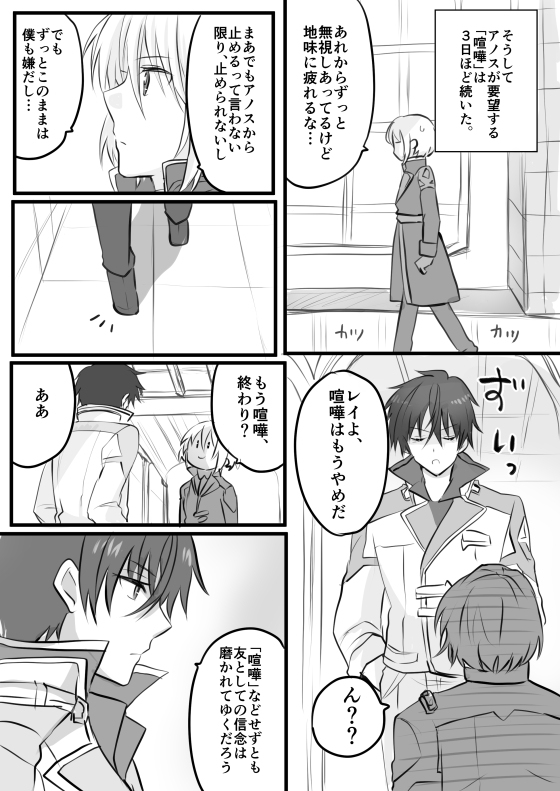 そうして
アノスが要望する
「喧嘩」は
３日ほど続いた。
あれからずっと
無視しあってるけど
地味に疲れるな…
カツ
カツ
まあでもアノスから
止めるって言わない
限り、止められないし
でも
ずっとこのままは
僕も嫌だし…
ずいっ
レイよ、
喧嘩はもうやめだ
ん？？
もう喧嘩、
終わり？
ああ
「喧嘩」などせずとも
友としての信念は
磨かれてゆくだろう